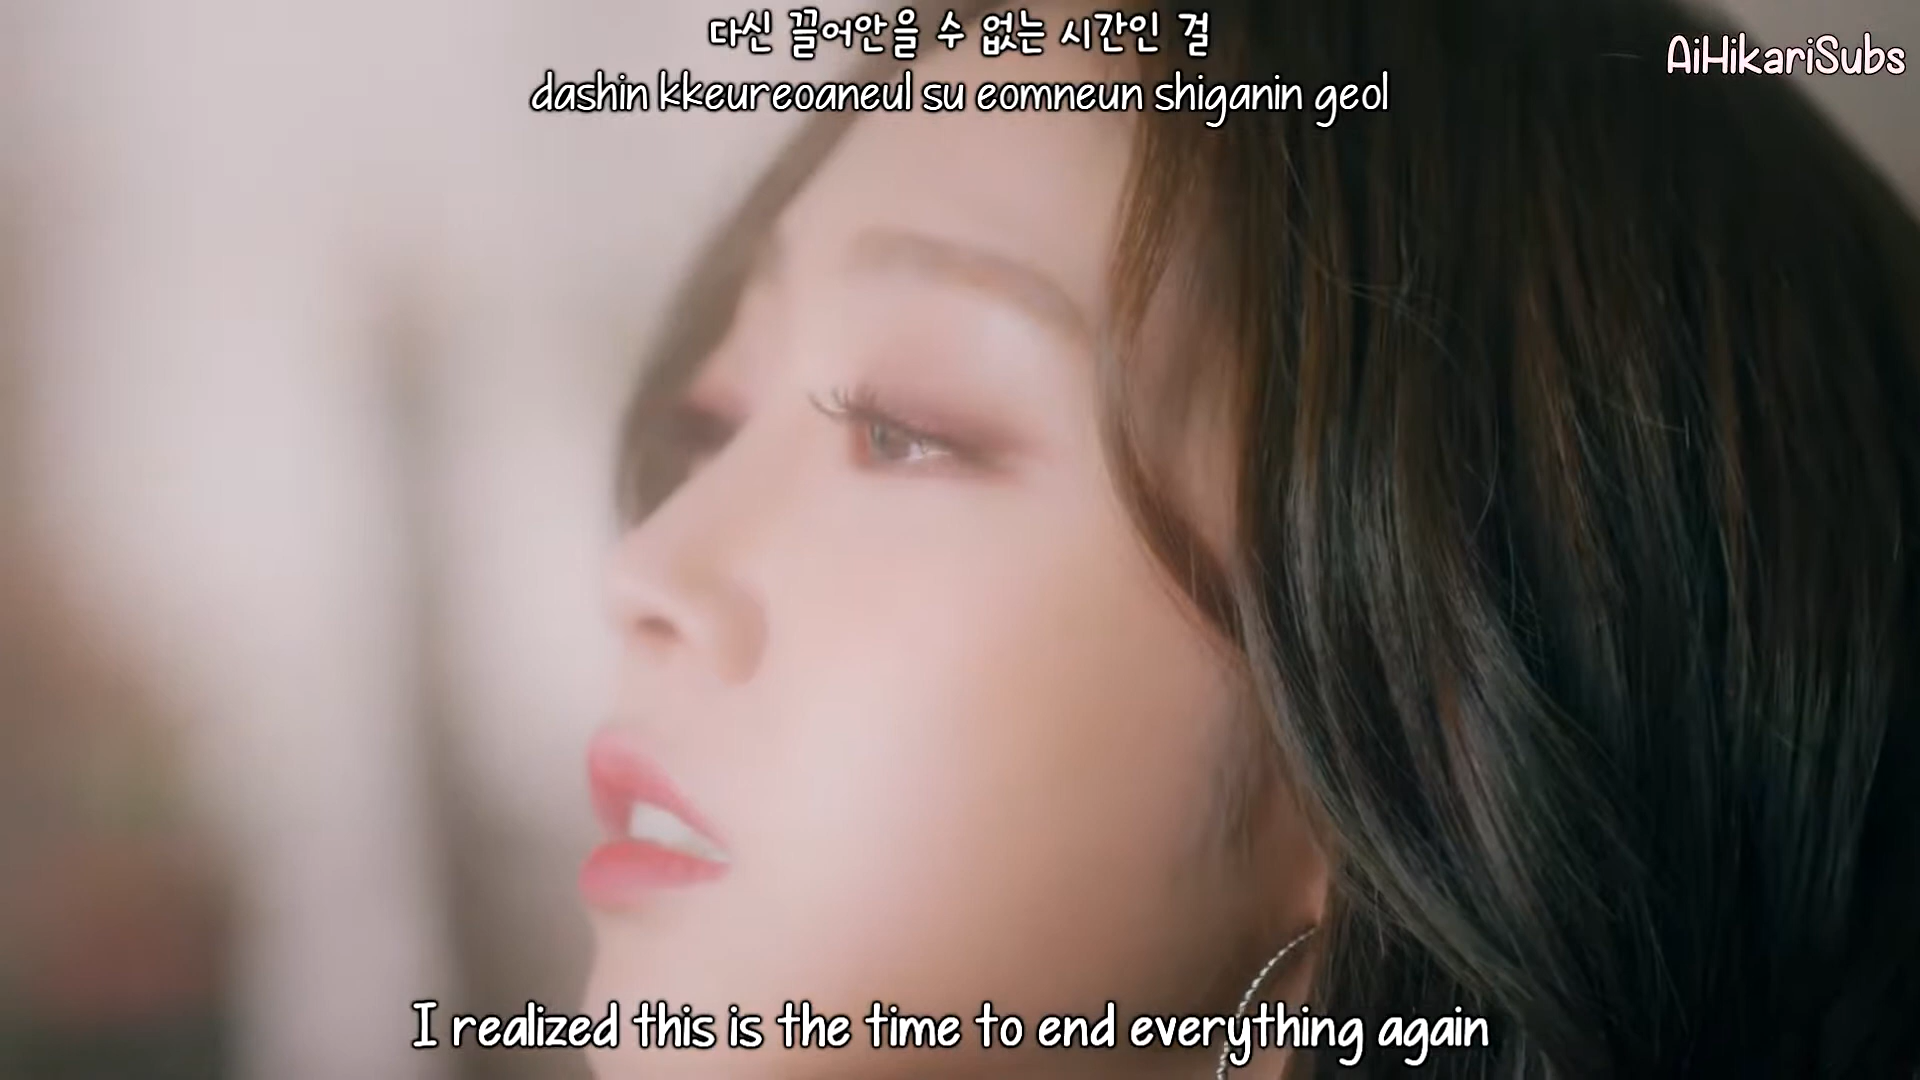 다신 끌어안을 수 없는 시간인 걸
AiHikariSubs
dashin kkeureoaneul su eomneun shiganin geol
I realized this is the time to end everything again